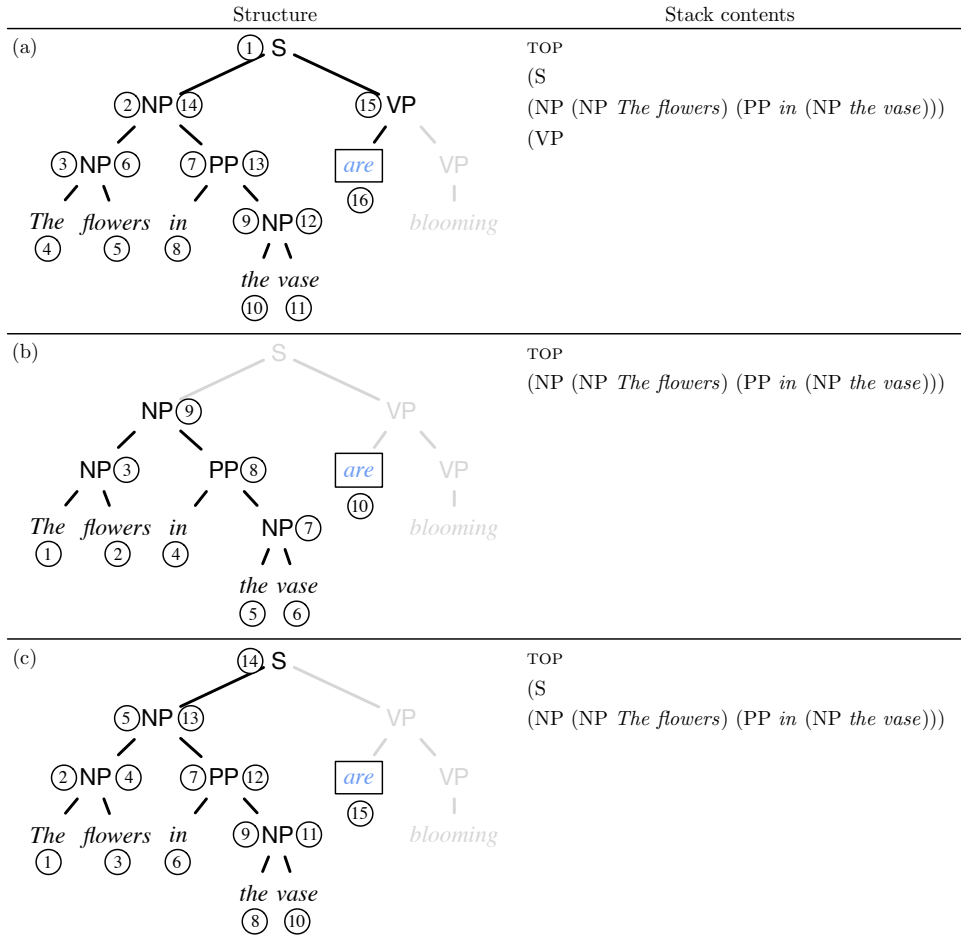 Structure Stack contents
(a) ① S TOP
(S
② NP ⑭ ⑮ VP (NP (NP The flowers) (PP in (NP the vase)))
(VP
③ NP ⑥ ⑦ PP ⑬ are VP
⑯
The flowers in ⑨ NP ⑫ blooming
④ ⑤ ⑧
the vase
⑩ ⑪
(b) S TOP
(NP (NP The flowers) (PP in (NP the vase)))
NP ⑨ VP
NP ③ PP ⑧ are VP
⑩
The flowers in NP ⑦ blooming
① ② ④
the vase
⑤ ⑥
(c) ⑭ S TOP
(S
⑤ NP ⑬ VP (NP (NP The flowers) (PP in (NP the vase)))
② NP ④ ⑦ PP ⑫ are VP
⑮
The flowers in ⑨ NP ⑪ blooming
① ③ ⑥
the vase
⑧ ⑩